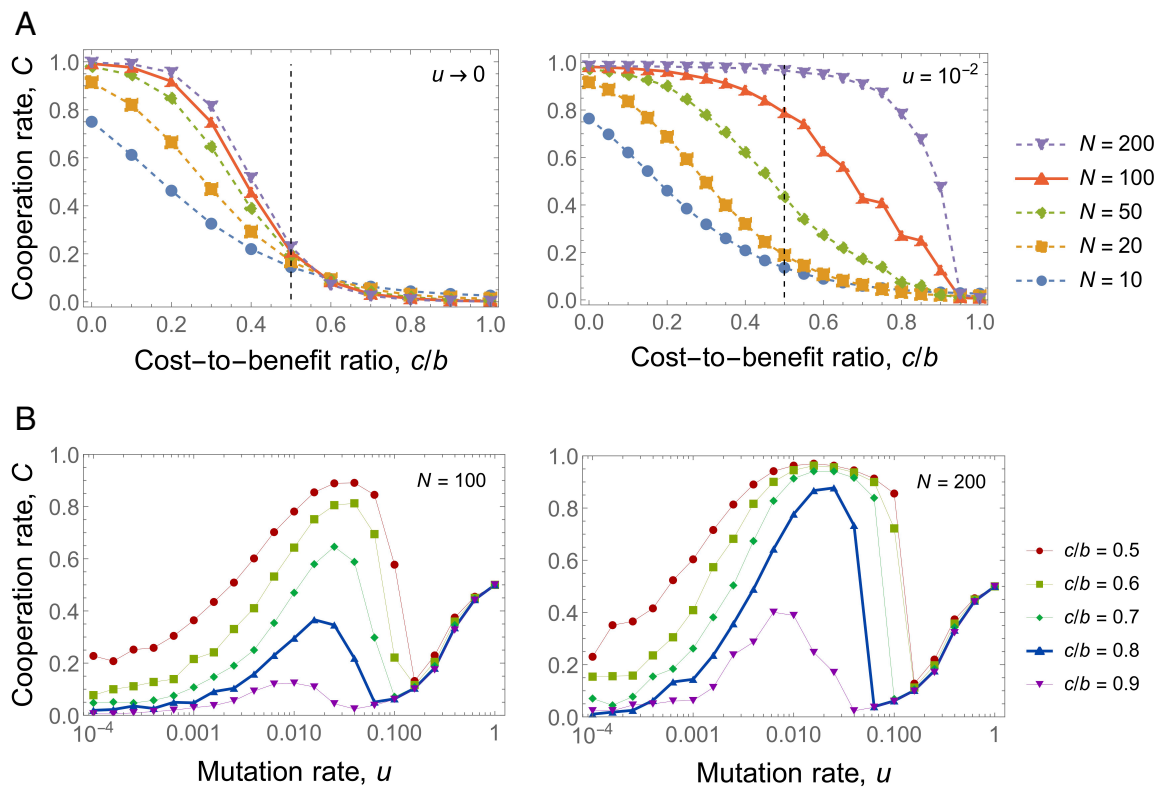 A
Cooperation rate, C
1.0
0.8
0.6
0.4
0.2
0.0
u → 0
0.0 0.2 0.4 0.6 0.8 1.0
Cost-to-benefit ratio, c/b
1.0
0.8
0.6
0.4
0.2
0.0
u = 10⁻²
0.0 0.2 0.4 0.6 0.8 1.0
Cost-to-benefit ratio, c/b
N = 200
N = 100
N = 50
N = 20
N = 10
B
Cooperation rate, C
1.0
0.8
0.6
0.4
0.2
0.0
N = 100
10⁻⁴ 0.001 0.010 0.100 1
Mutation rate, u
1.0
0.8
0.6
0.4
0.2
0.0
N = 200
10⁻⁴ 0.001 0.010 0.100 1
Mutation rate, u
c/b = 0.5
c/b = 0.6
c/b = 0.7
c/b = 0.8
c/b = 0.9